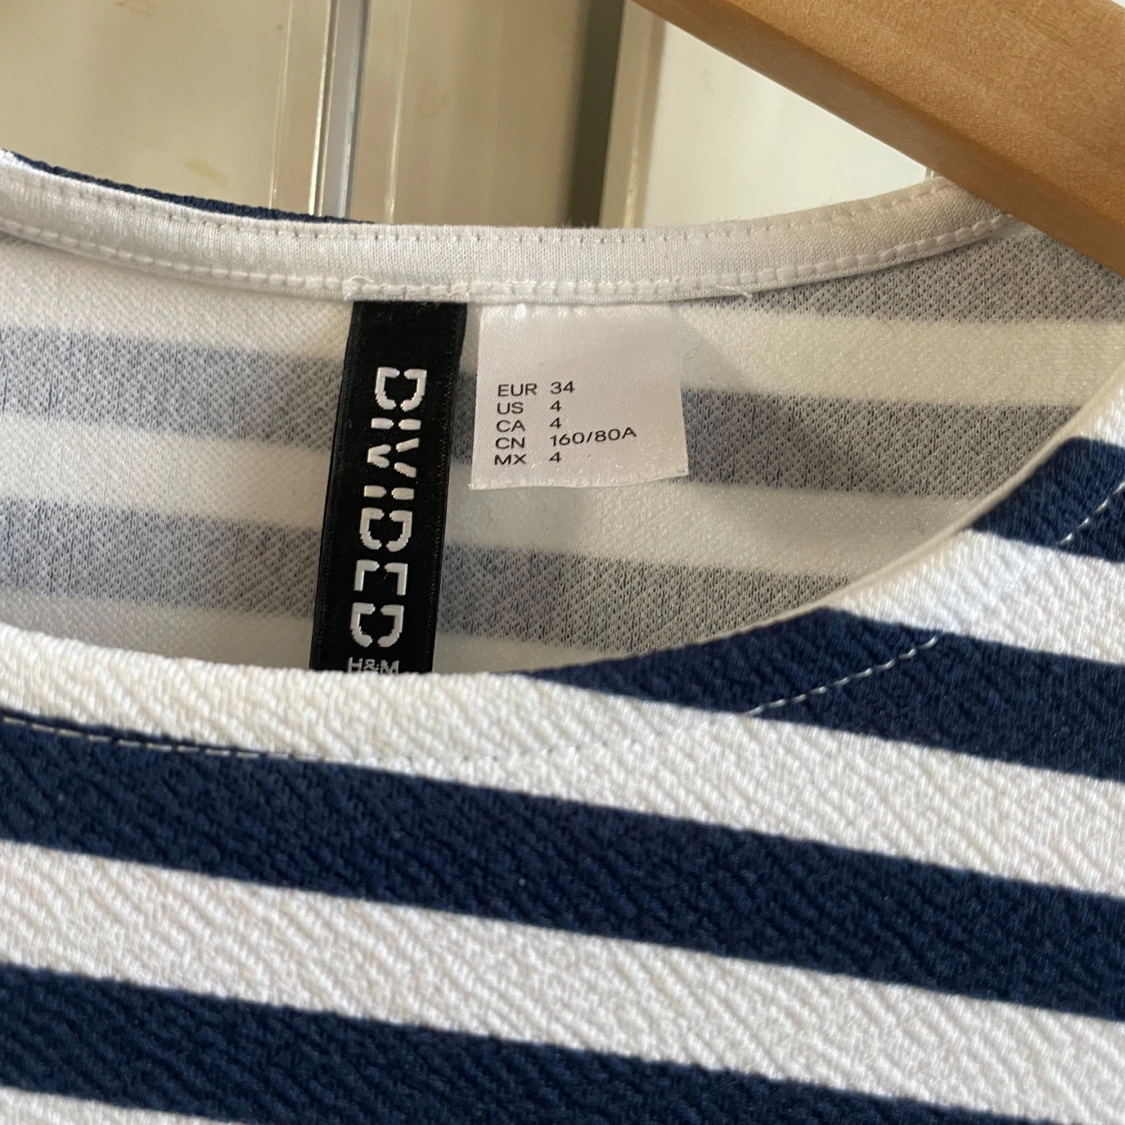 DIVIDED
H&M
EUR 34
US 4
CA 4
CN 160/80A
MX 4